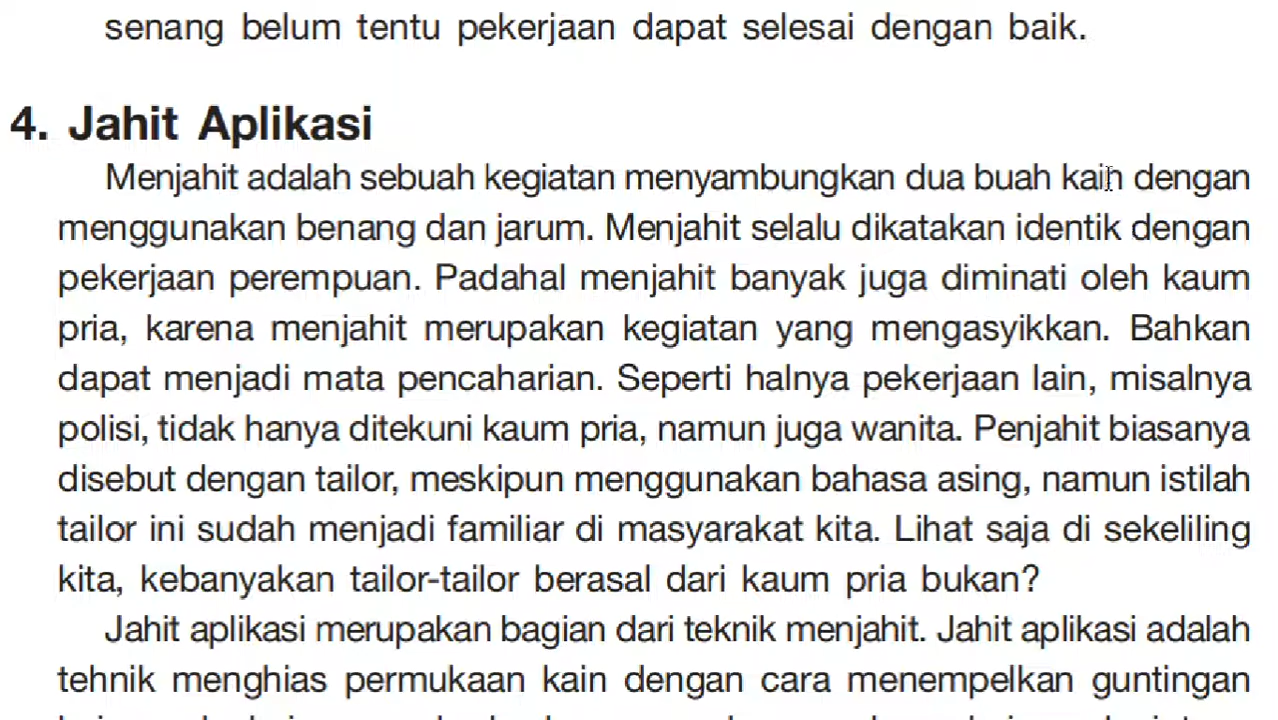 senang belum tentu pekerjaan dapat selesai dengan baik.
4. Jahit Aplikasi
Menjahit adalah sebuah kegiatan menyambungkan dua buah kain dengan
menggunakan benang dan jarum. Menjahit selalu dikatakan identik dengan
pekerjaan perempuan. Padahal menjahit banyak juga diminati oleh kaum
pria, karena menjahit merupakan kegiatan yang mengasyikkan. Bahkan
dapat menjadi mata pencaharian. Seperti halnya pekerjaan lain, misalnya
polisi, tidak hanya ditekuni kaum pria, namun juga wanita. Penjahit biasanya
disebut dengan tailor, meskipun menggunakan bahasa asing, namun istilah
tailor ini sudah menjadi familiar di masyarakat kita. Lihat saja di sekeliling
kita, kebanyakan tailor-tailor berasal dari kaum pria bukan?
Jahit aplikasi merupakan bagian dari teknik menjahit. Jahit aplikasi adalah
tehnik menghias permukaan kain dengan cara menempelkan guntingan